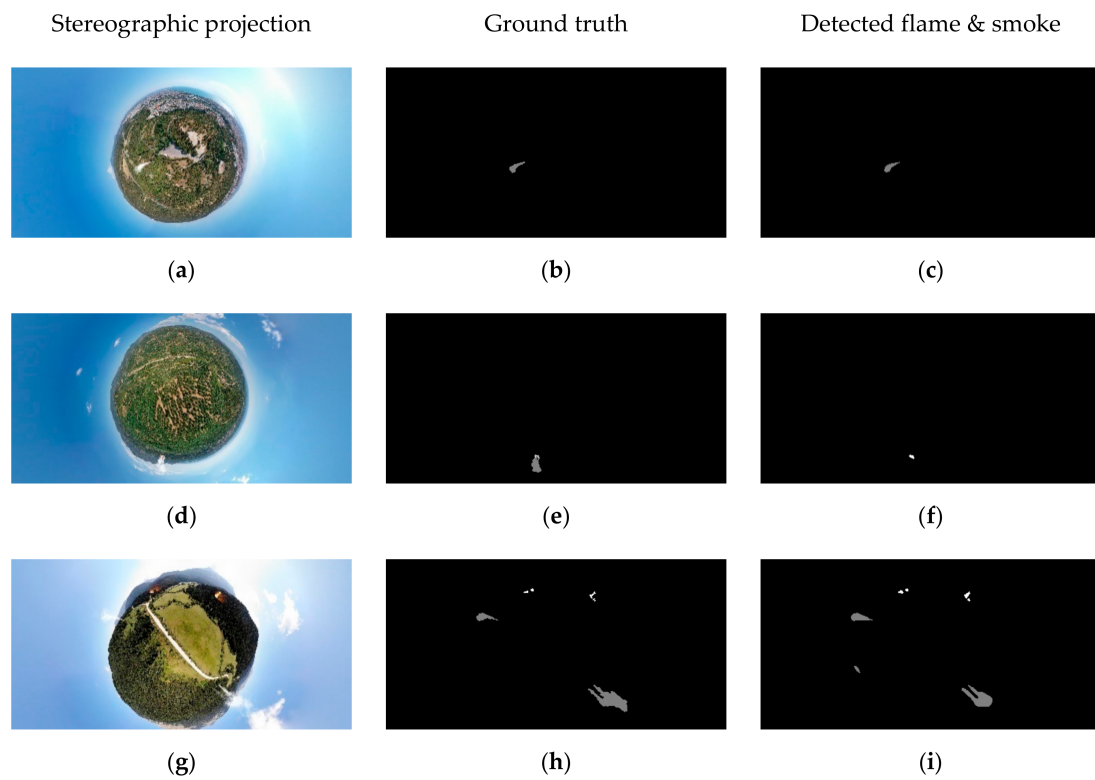 Stereographic projection Ground truth Detected flame & smoke
(a) (b) (c)
(d) (e) (f)
(g) (h) (i)